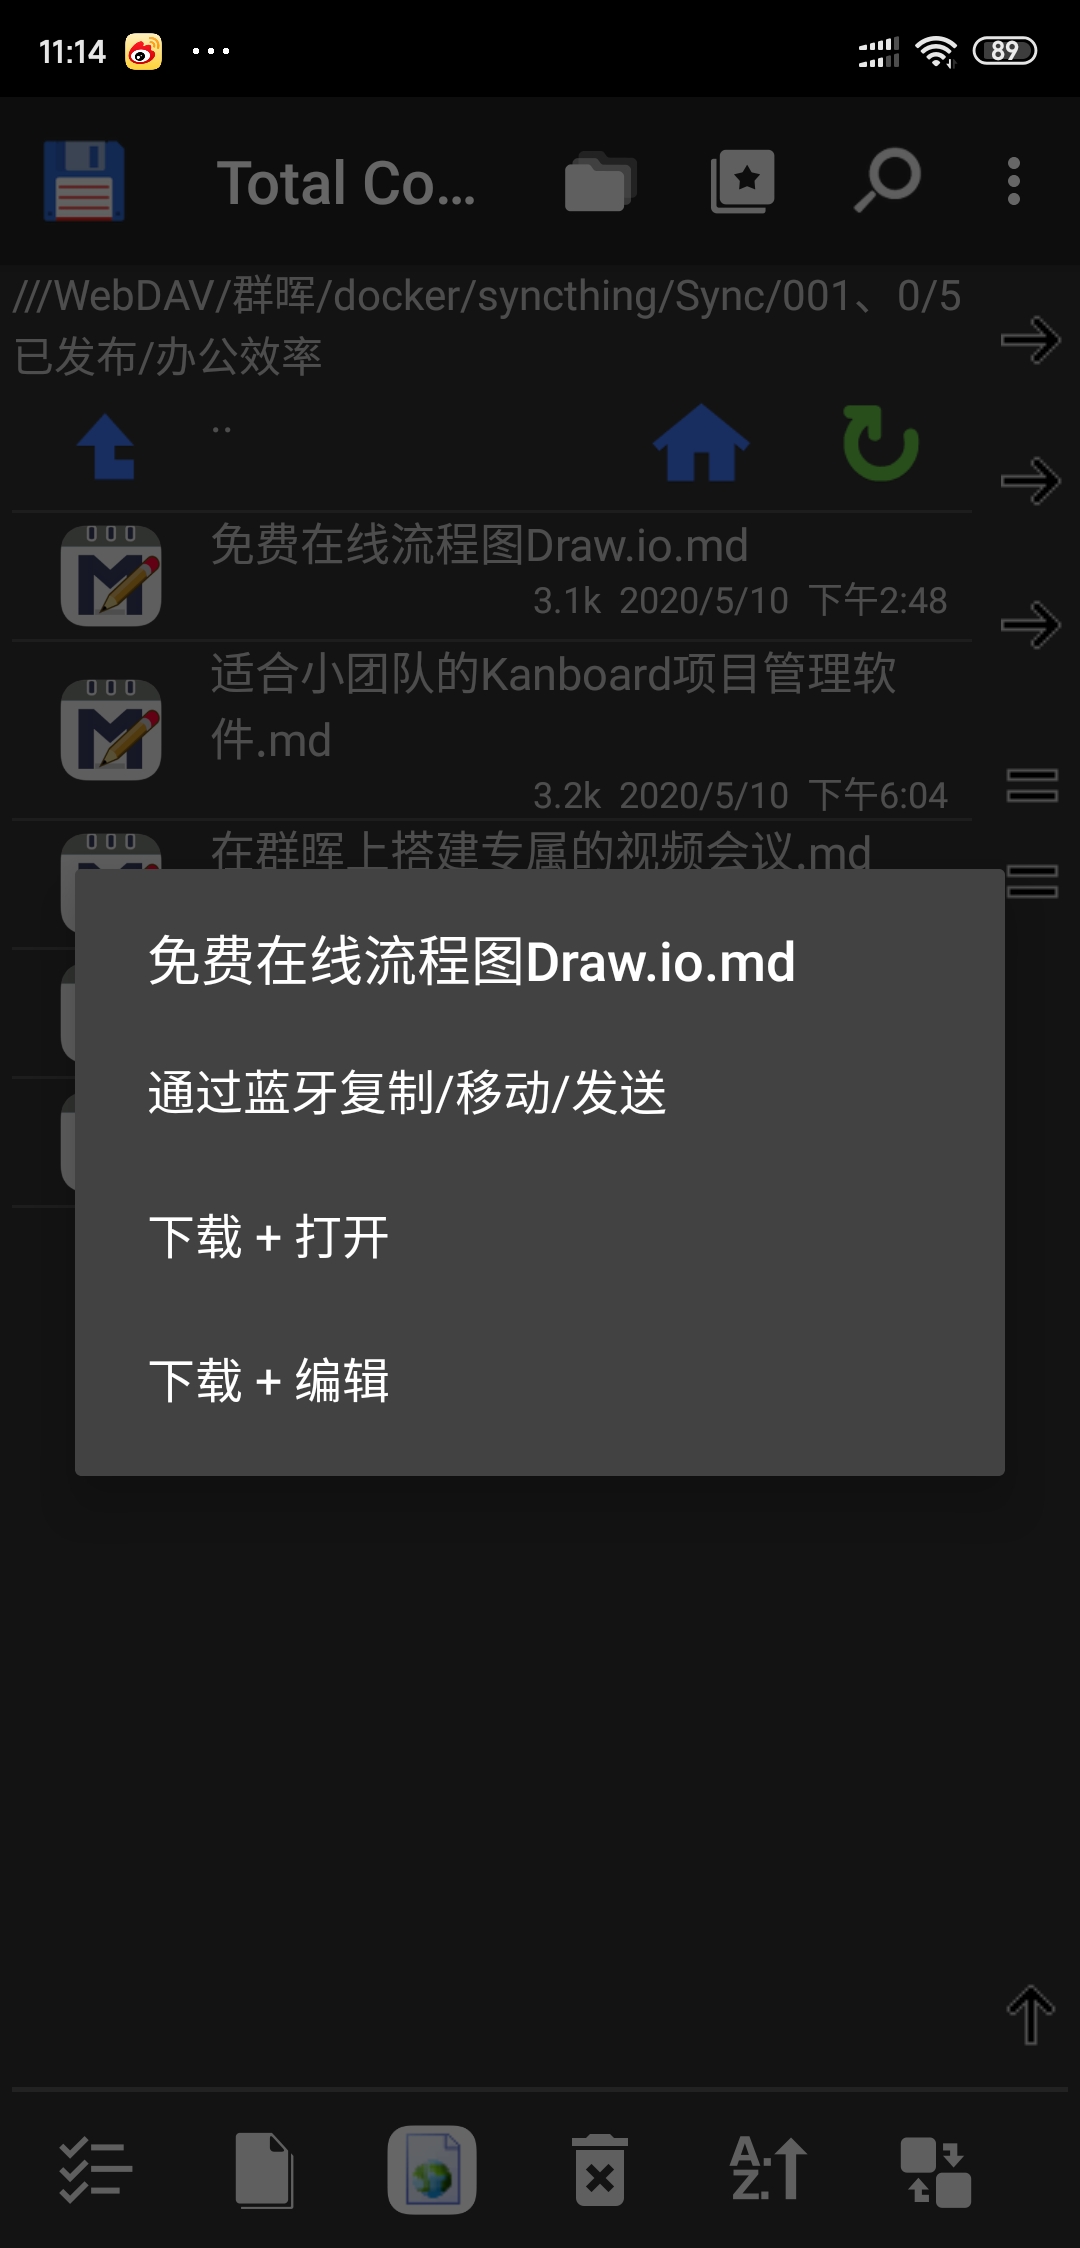 11:14
89
Total Co...
///WebDAV/群晖/docker/syncthing/Sync/001、0/5
已发布/办公效率
..
免费在线流程图Draw.io.md
3.1k 2020/5/10 下午2:48
适合小团队的Kanboard项目管理软
件.md
3.2k 2020/5/10 下午6:04
在群晖上搭建专属的视频会议.md
免费在线流程图Draw.io.md
通过蓝牙复制/移动/发送
下载 + 打开
下载 + 编辑
A.
Z.